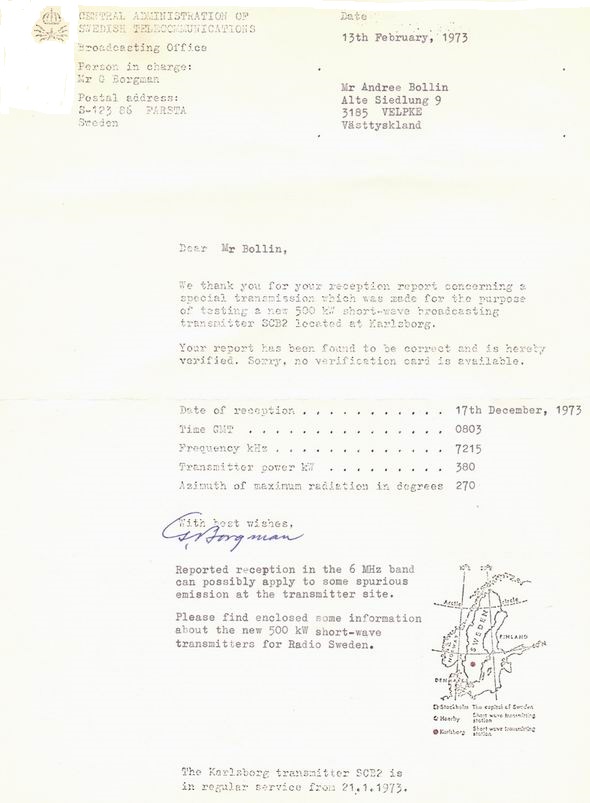 CENTRAL ADMINISTRATION OF
SWEDISH TELECOMMUNICATIONS
Broadcasting Office
Person in charge:
Mr G Borgman
Postal address:
S-123 86 FARSTA
Sweden
Date
13th February, 1973
Mr Andree Bollin
Alte Siedlung 9
3185 VELPKE
Västtyskland
Dear Mr Bollin,
We thank you for your reception report concerning a
special transmission which was made for the purpose
of testing a new 500 kW short-wave broadcasting
transmitter SCB2 located at Karlsborg.
Your report has been found to be correct and is hereby
verified. Sorry, no verification card is available.
Date of reception . . . . . . . . . . . 17th December, 1973
Time GMT . . . . . . . . . . . . . . . 0803
Frequency kHz . . . . . . . . . . . . . 7215
Transmitter power kW . . . . . . . . . 380
Azimuth of maximum radiation in degrees 270
With best wishes,
G. Borgman
Reported reception in the 6 MHz band
can possibly apply to some spurious
emission at the transmitter site.
Please find enclosed some information
about the new 500 kW short-wave
transmitters for Radio Sweden.
Arctic circle
SWEDEN
FINLAND
NORWAY
60°N
Stockholm The capital of Sweden
Hoerby Short wave transmitting
station
Karlsborg Short wave transmitting
station
The Karlsborg transmitter SCB2 is
in regular service from 21.1.1973.